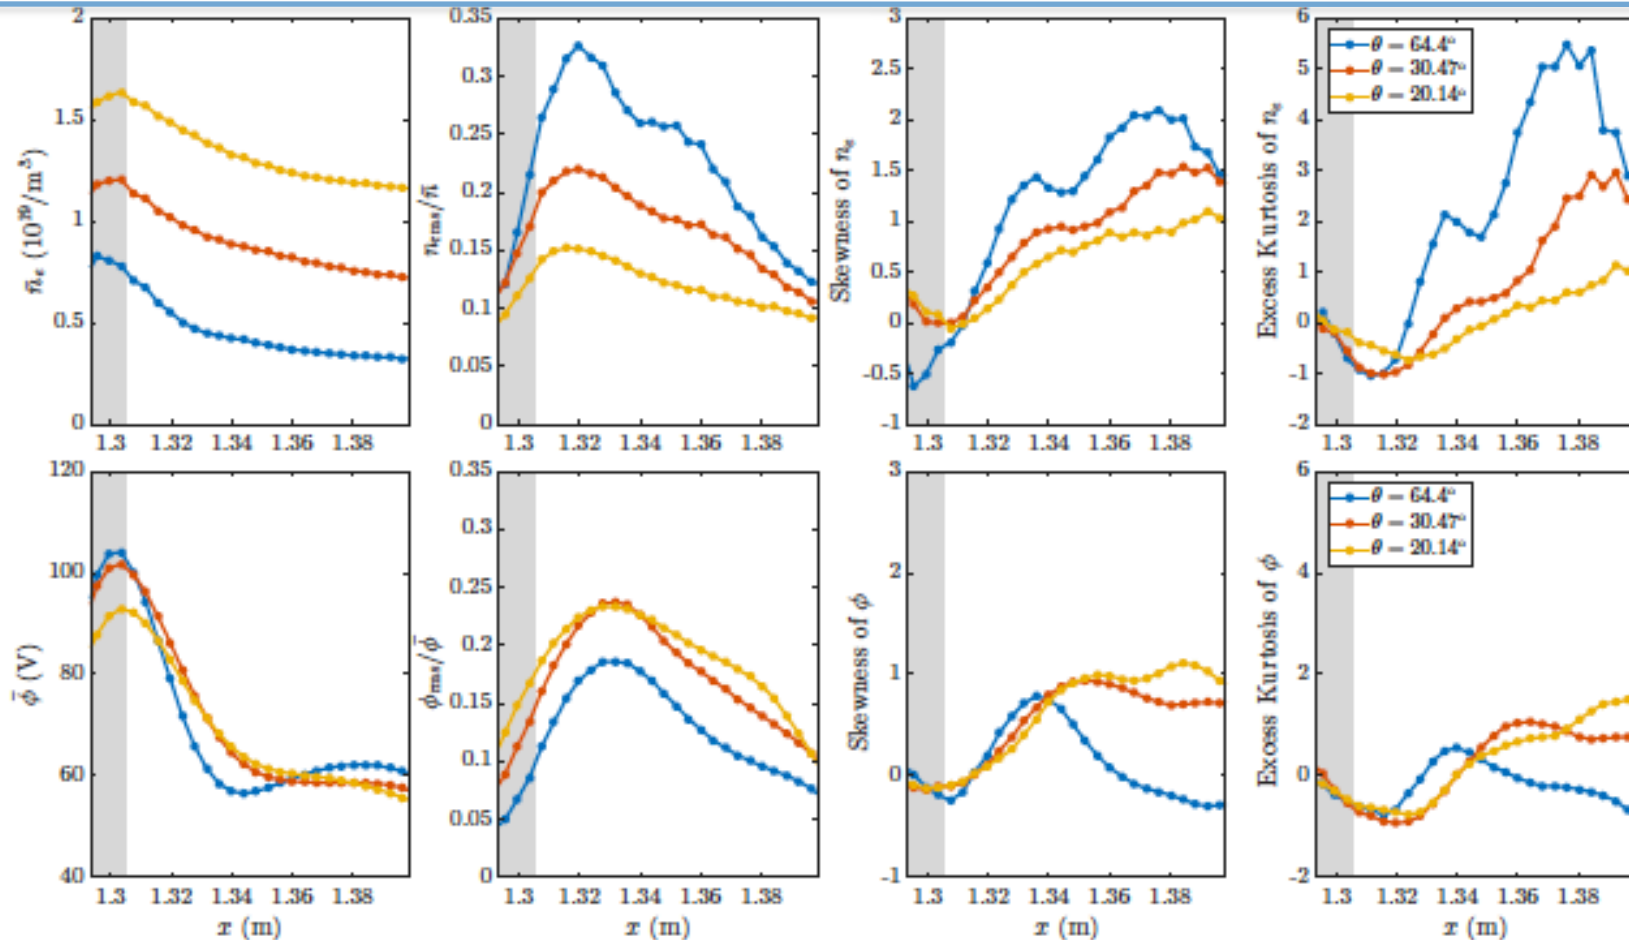 2
1.5
1
0.5
0
n̄ₑ (10¹⁹/m³)
1.3 1.32 1.34 1.36 1.38
0.35
0.3
0.25
0.2
0.15
0.1
0.05
0
n_rms/n̄
1.3 1.32 1.34 1.36 1.38
3
2.5
2
1.5
1
0.5
0
-0.5
-1
Skewness of nₑ
1.3 1.32 1.34 1.36 1.38
6
5
4
3
2
1
0
-1
-2
Excess Kurtosis of nₑ
θ = 64.4°
θ = 30.47°
θ = 20.14°
1.3 1.32 1.34 1.36 1.38
120
100
80
60
40
ϕ̄ (V)
1.3 1.32 1.34 1.36 1.38
x (m)
0.35
0.3
0.25
0.2
0.15
0.1
0.05
0
ϕ_rms/ϕ̄
1.3 1.32 1.34 1.36 1.38
x (m)
3
2
1
0
-1
Skewness of ϕ
1.3 1.32 1.34 1.36 1.38
x (m)
6
4
2
0
-2
Excess Kurtosis of ϕ
θ = 64.4°
θ = 30.47°
θ = 20.14°
1.3 1.32 1.34 1.36 1.38
x (m)